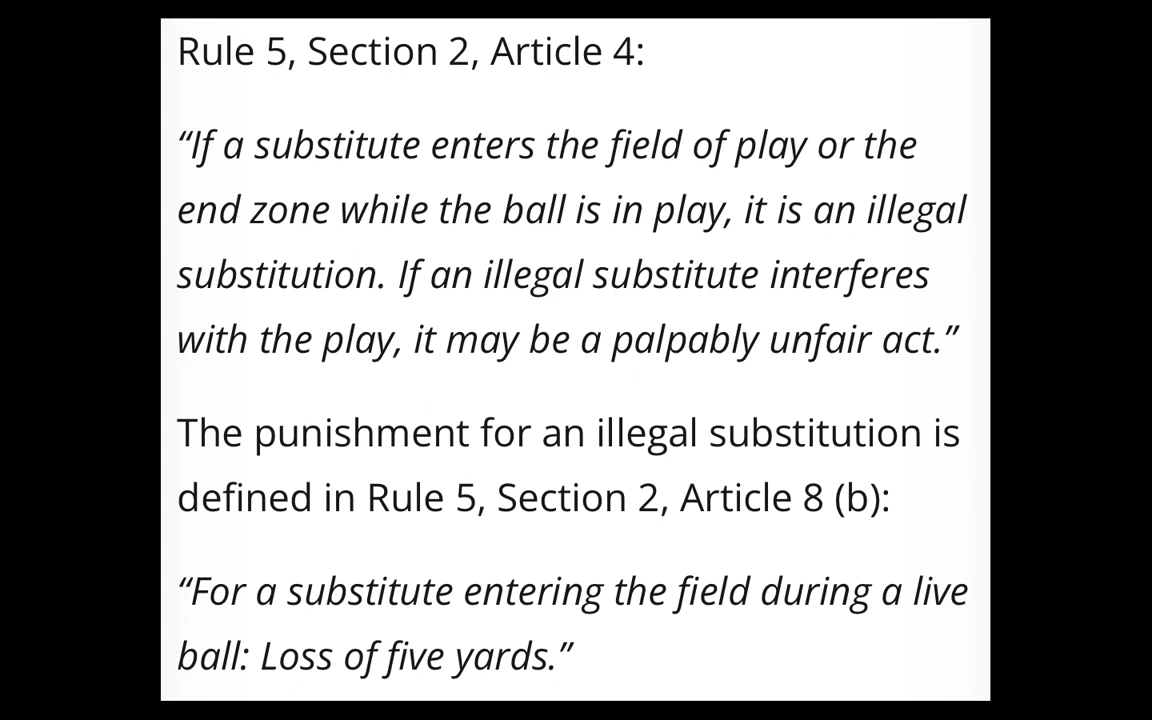 Rule 5, Section 2, Article 4:
“If a substitute enters the field of play or the
end zone while the ball is in play, it is an illegal
substitution. If an illegal substitute interferes
with the play, it may be a palpably unfair act.”
The punishment for an illegal substitution is
defined in Rule 5, Section 2, Article 8 (b):
“For a substitute entering the field during a live
ball: Loss of five yards.”